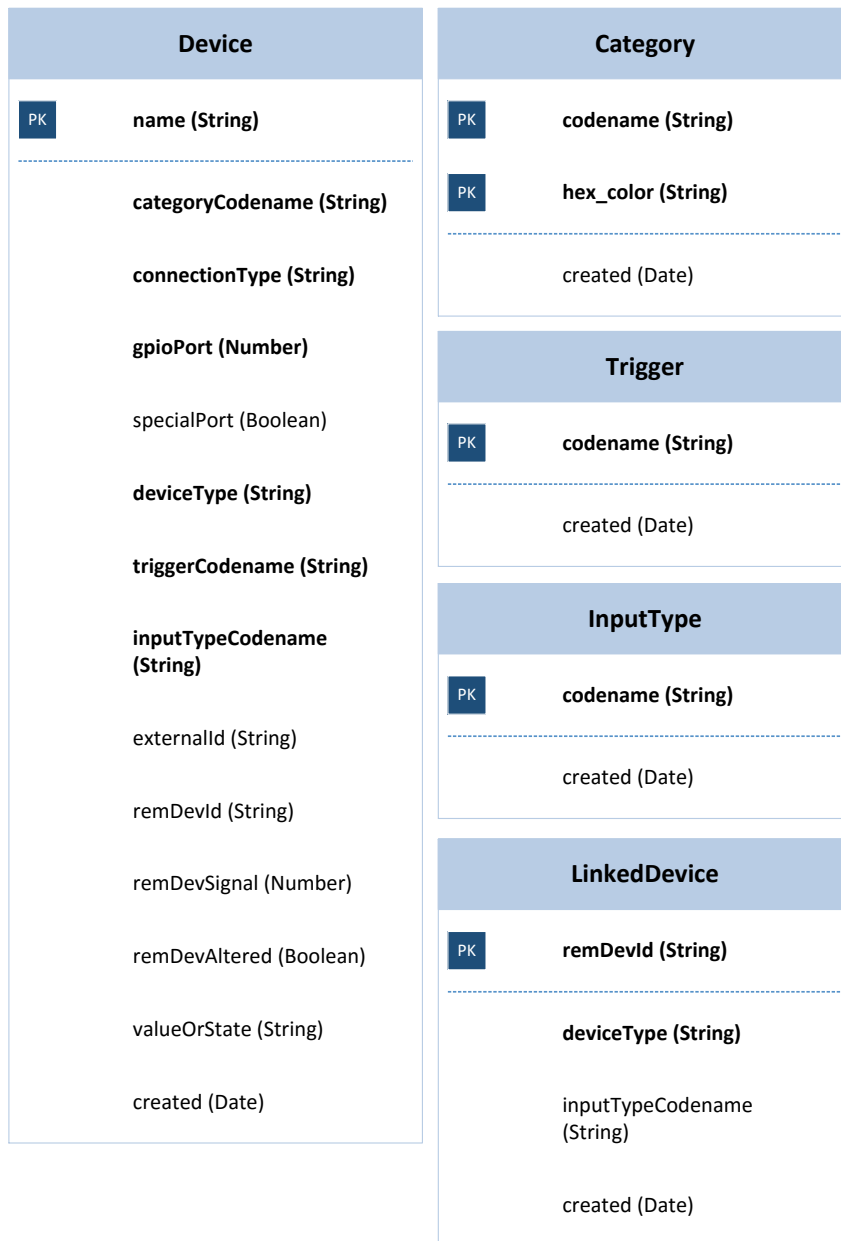 Device
PK
name (String)
categoryCodename (String)
connectionType (String)
gpioPort (Number)
specialPort (Boolean)
deviceType (String)
triggerCodename (String)
inputTypeCodename
(String)
externalId (String)
remDevId (String)
remDevSignal (Number)
remDevAltered (Boolean)
valueOrState (String)
created (Date)
Category
PK
codename (String)
PK
hex_color (String)
created (Date)
Trigger
PK
codename (String)
created (Date)
InputType
PK
codename (String)
created (Date)
LinkedDevice
PK
remDevId (String)
deviceType (String)
inputTypeCodename
(String)
created (Date)